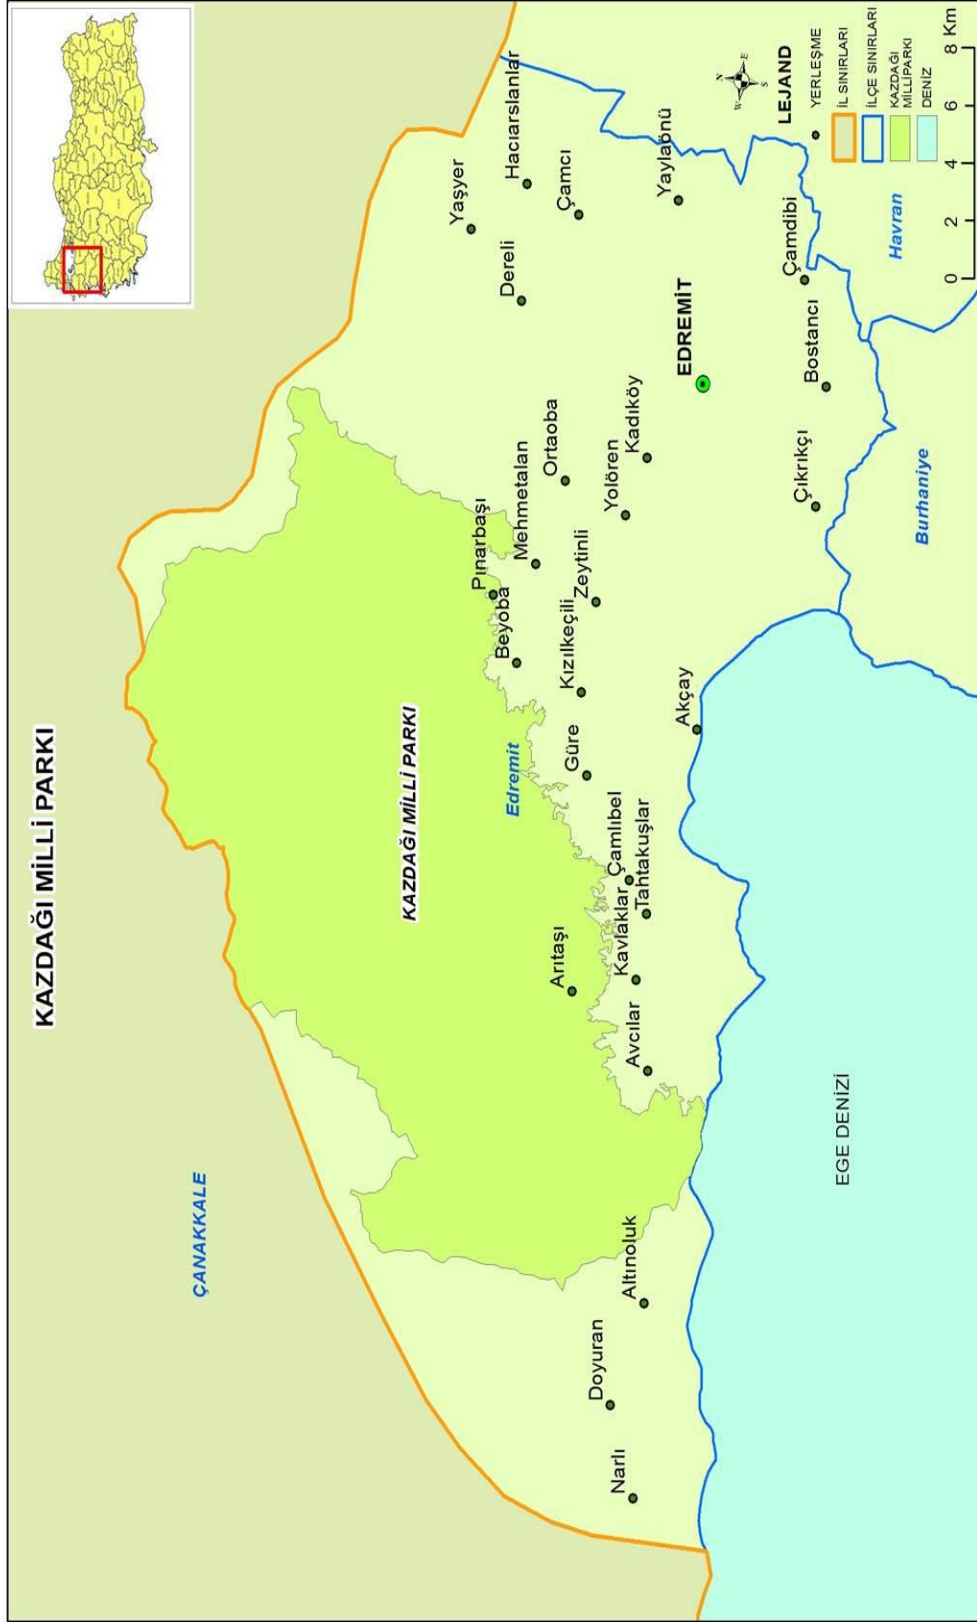 KAZDAĞI MİLLİ PARKI
ÇANAKKALE
KAZDAĞI MİLLİ PARKI
Edremit
Yaşyer
Hacıarslanlar
Dereli
Çamcı
Yaylaönü
EDREMİT
Çamdibi
Bostancı
Çıkrıkçı
Kadıköy
Yolören
Ortaoba
Mehmetalan
Pınarbaşı
Beyoba
Zeytinli
Kızılkeçili
Güre
Akçay
Çamlıbel
Tahtakuşlar
Kavlaklar
Arıtaşı
Avcılar
Altınoluk
Doyuran
Narlı
EGE DENİZİ
Burhaniye
Havran
N
W
E
S
LEJAND
YERLEŞME
İL SINIRLARI
İLÇE SINIRLARI
KAZDAĞI
MİLLİPARKI
DENİZ
0 2 4 6 8 Km